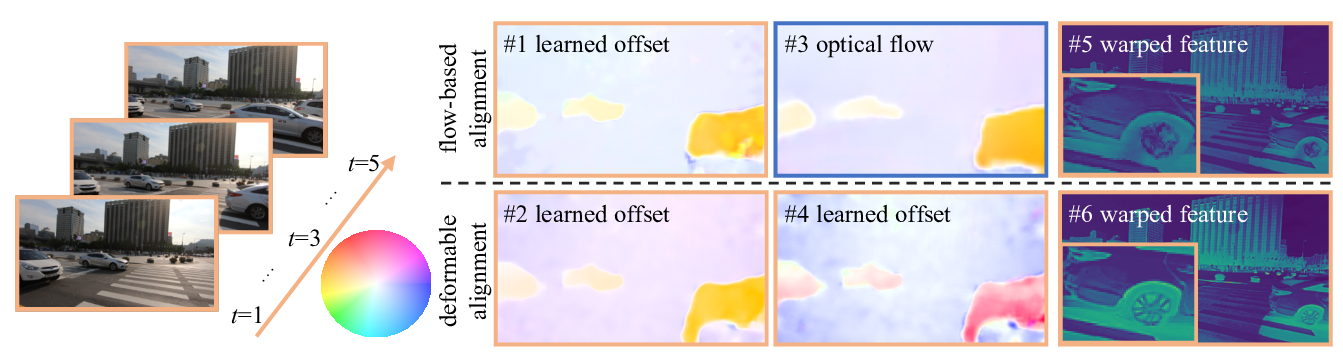 t=5
...
t=3
...
t=1
flow-based
alignment
#1 learned offset
#3 optical flow
#5 warped feature
deformable
alignment
#2 learned offset
#4 learned offset
#6 warped feature